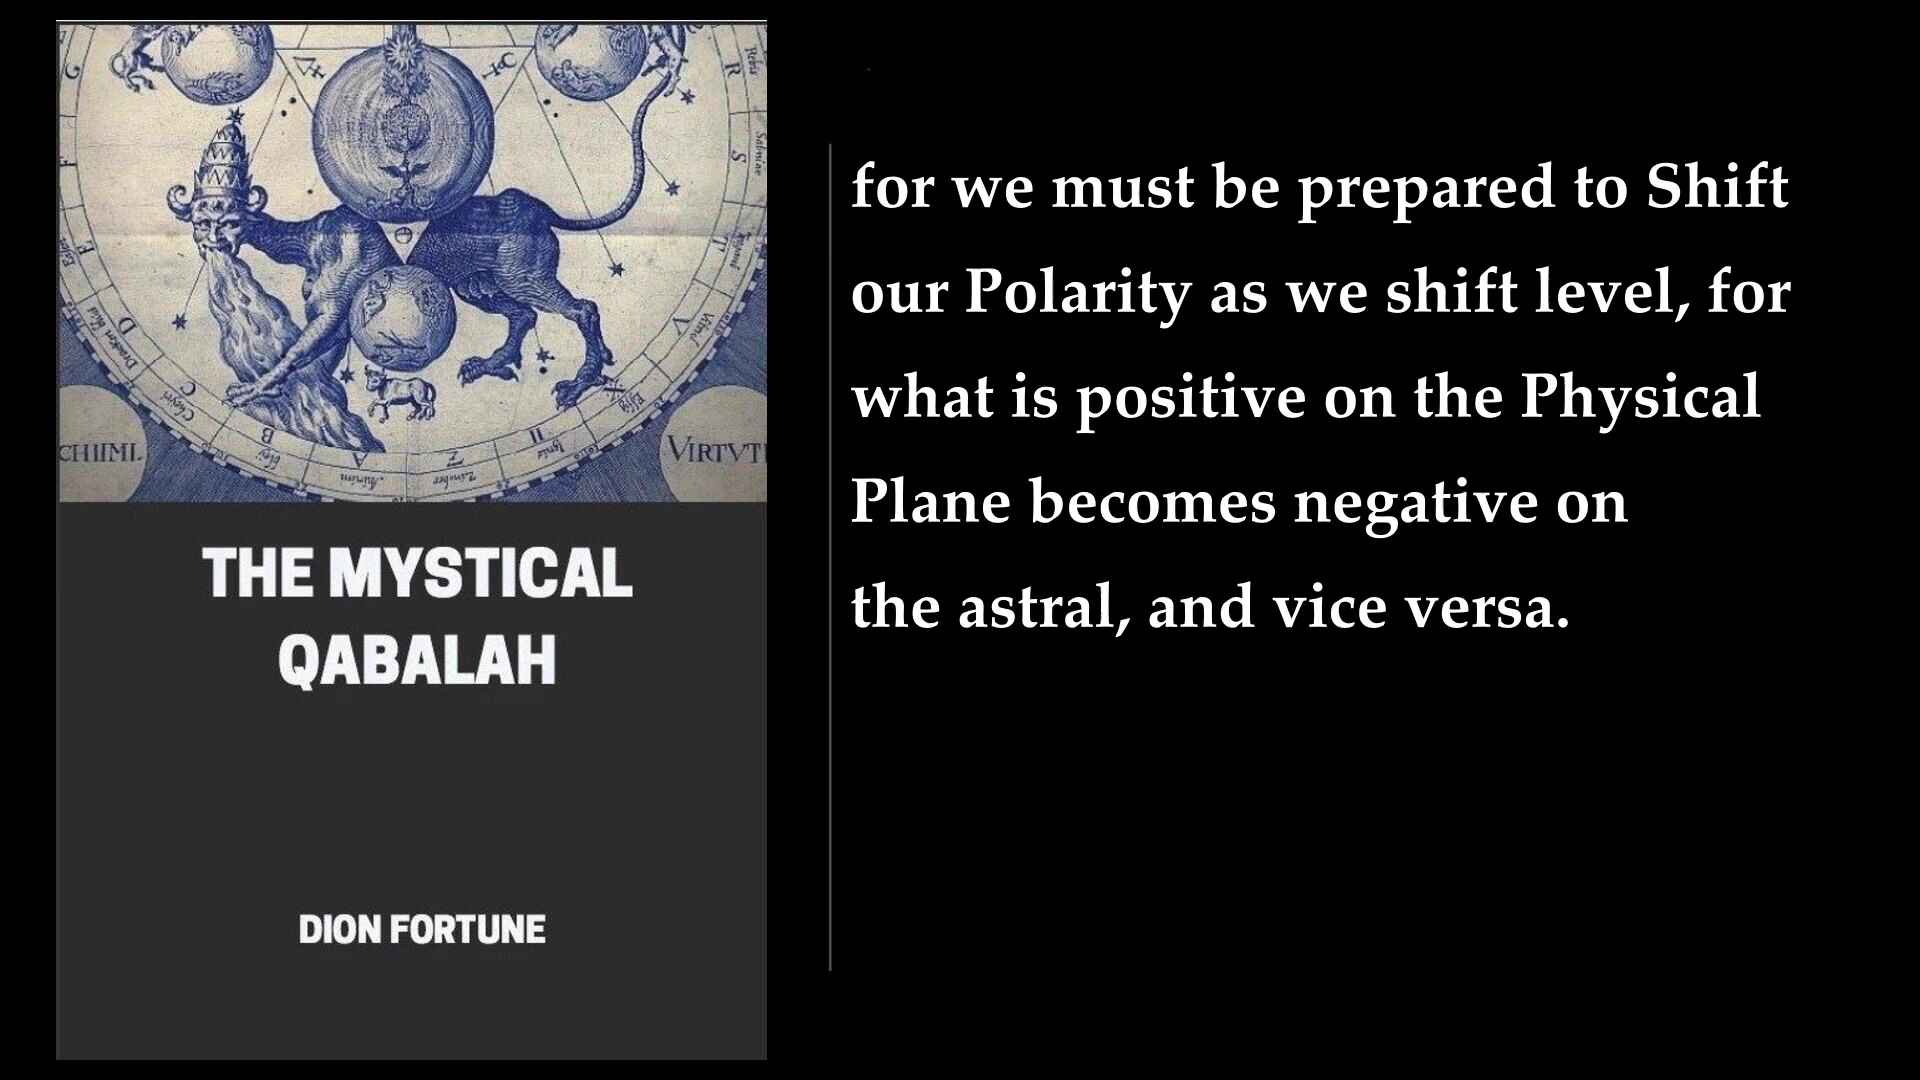 CHIIMI.
VIRTVTI
THE MYSTICAL
QABALAH
DION FORTUNE
for we must be prepared to Shift
our Polarity as we shift level, for
what is positive on the Physical
Plane becomes negative on
the astral, and vice versa.